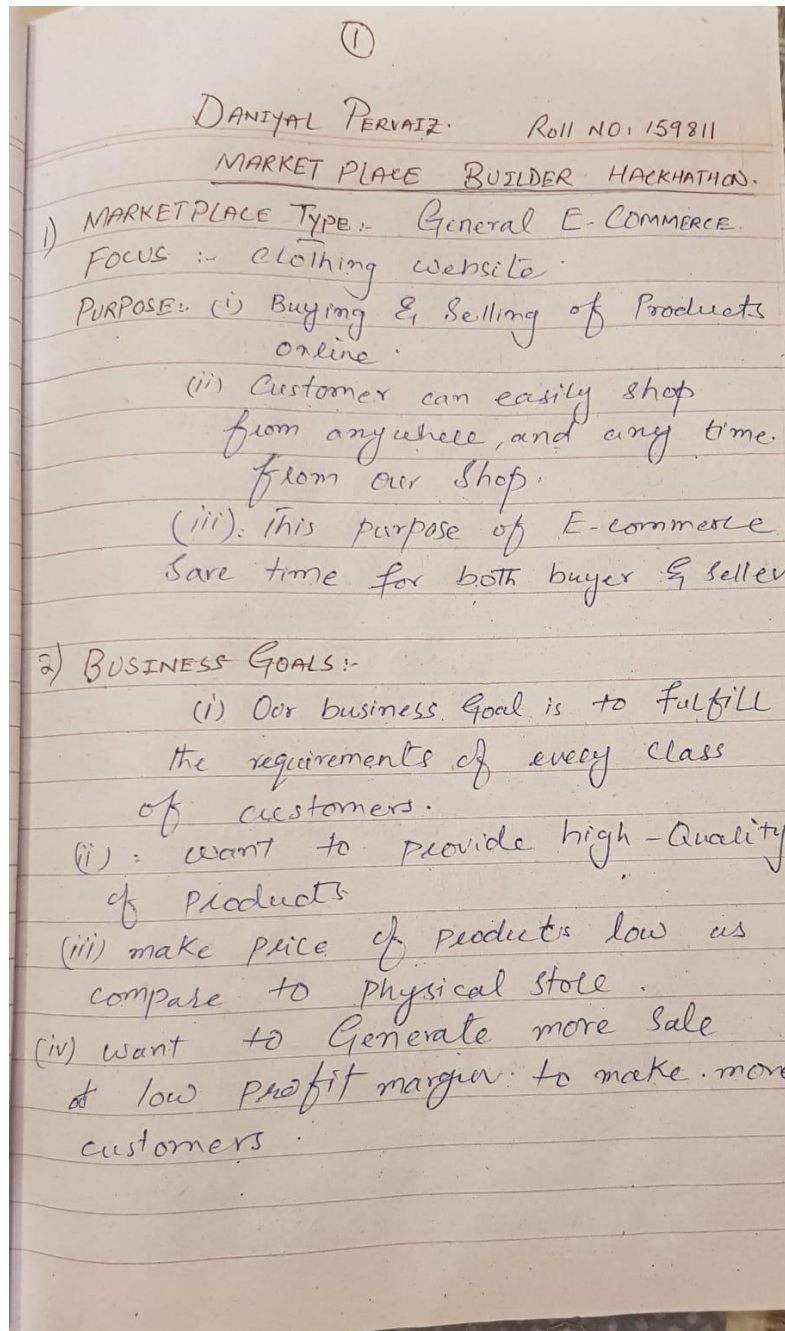 1
DANIYAL PERVAIZ. Roll NO: 159811
MARKET PLACE BUILDER HACKHATHON.
1) MARKETPLACE TYPE:- General E-COMMERCE.
FOCUS :- Clothing website.
PURPOSE:- (i) Buying & Selling of Products
online.
(ii) Customer can easily shop
from anywhere, and any time.
from our Shop.
(iii). This purpose of E-commerce
Save time for both buyer & Seller
2) BUSINESS GOALS:-
(i) Our business Goal is to fulfill
the requirements of every class
of customers.
(ii): want to provide high-Quality
of Products
(iii) make price of products low as
compare to physical store.
(iv) want to Generate more Sale
at low profit margin. to make. more
customers.